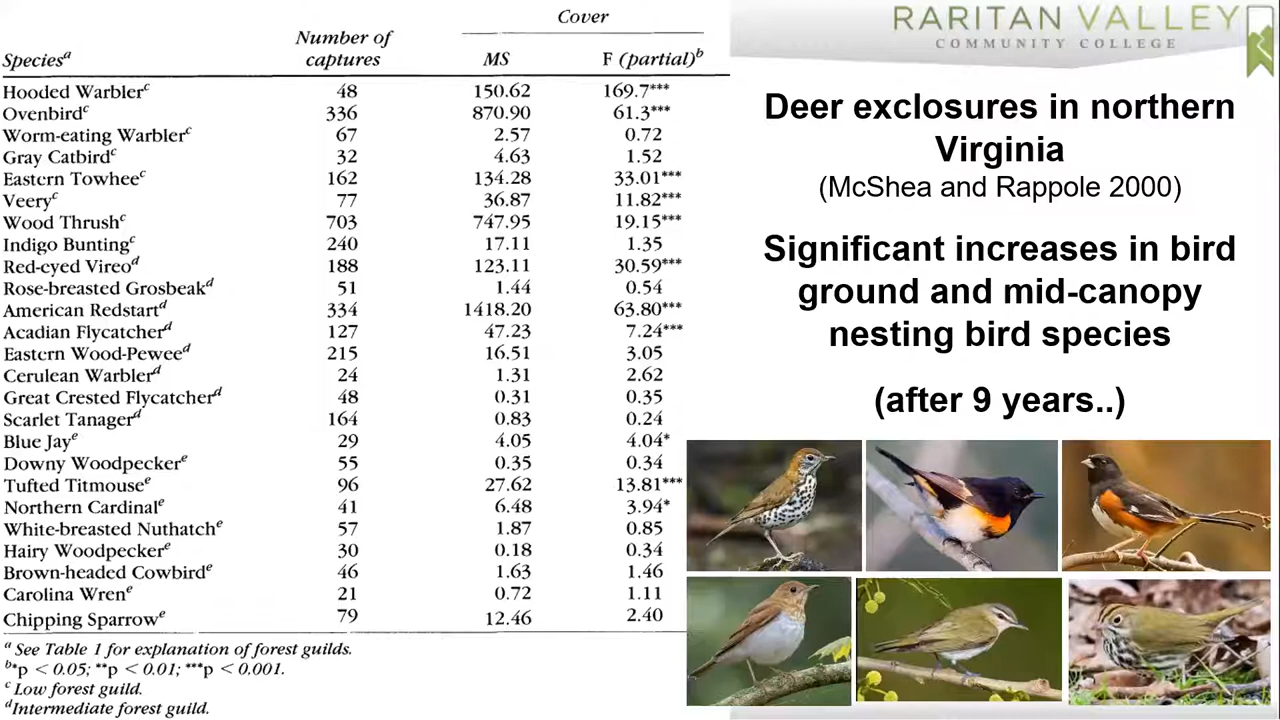 Cover
Speciesa Number of captures MS F (partial)b
Hooded Warblerc 48 150.62 169.7***
Ovenbirdc 336 870.90 61.3***
Worm-eating Warblerc 67 2.57 0.72
Gray Catbirdc 32 4.63 1.52
Eastern Towheec 162 134.28 33.01***
Veeryc 77 36.87 11.82***
Wood Thrushc 703 747.95 19.15***
Indigo Buntingc 240 17.11 1.35
Red-eyed Vireod 188 123.11 30.59***
Rose-breasted Grosbeakd 51 1.44 0.54
American Redstartd 334 1418.20 63.80***
Acadian Flycatcherd 127 47.23 7.24***
Eastern Wood-Peweed 215 16.51 3.05
Cerulean Warblerd 24 1.31 2.62
Great Crested Flycatcherd 48 0.31 0.35
Scarlet Tanagerd 164 0.83 0.24
Blue Jaye 29 4.05 4.04*
Downy Woodpeckere 55 0.35 0.34
Tufted Titmousee 96 27.62 13.81***
Northern Cardinale 41 6.48 3.94*
White-breasted Nuthatche 57 1.87 0.85
Hairy Woodpeckere 30 0.18 0.34
Brown-headed Cowbirde 46 1.63 1.46
Carolina Wrene 21 0.72 1.11
Chipping Sparrowe 79 12.46 2.40
a See Table 1 for explanation of forest guilds.
b*p < 0.05; **p < 0.01; ***p < 0.001.
c Low forest guild.
dIntermediate forest guild.
RARITAN VALLEY
COMMUNITY COLLEGE
Deer exclosures in northern
Virginia
(McShea and Rappole 2000)
Significant increases in bird
ground and mid-canopy
nesting bird species
(after 9 years..)